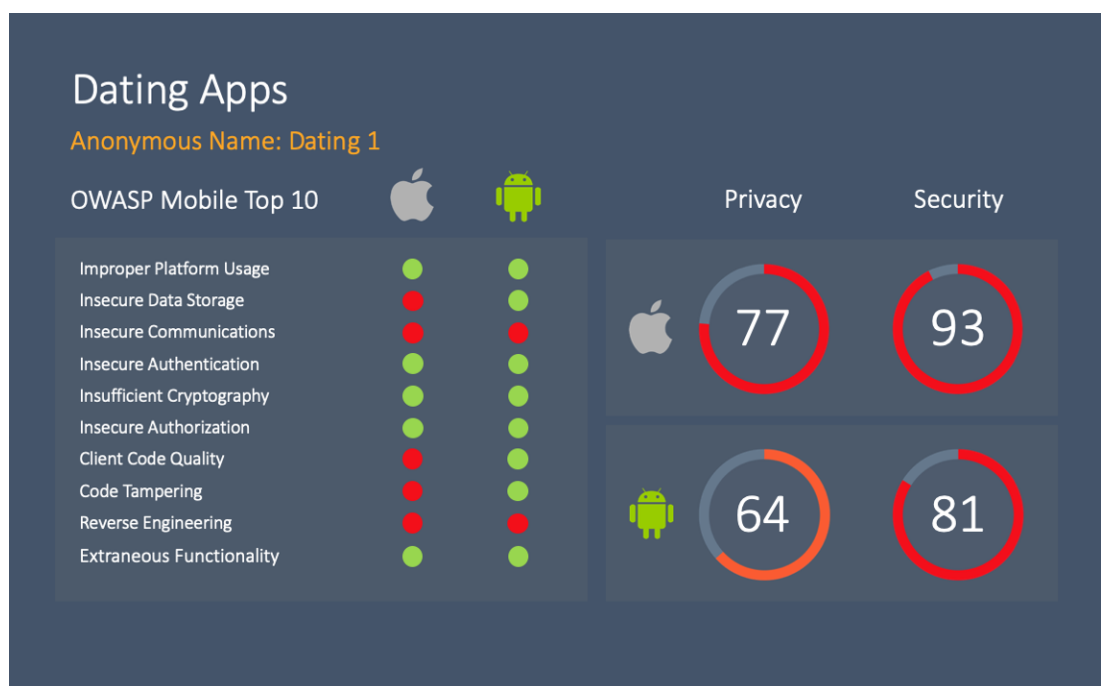 Dating Apps
Anonymous Name: Dating 1
OWASP Mobile Top 10
Privacy Security
Improper Platform Usage
Insecure Data Storage
Insecure Communications
Insecure Authentication
Insufficient Cryptography
Insecure Authorization
Client Code Quality
Code Tampering
Reverse Engineering
Extraneous Functionality
77 93
64 81